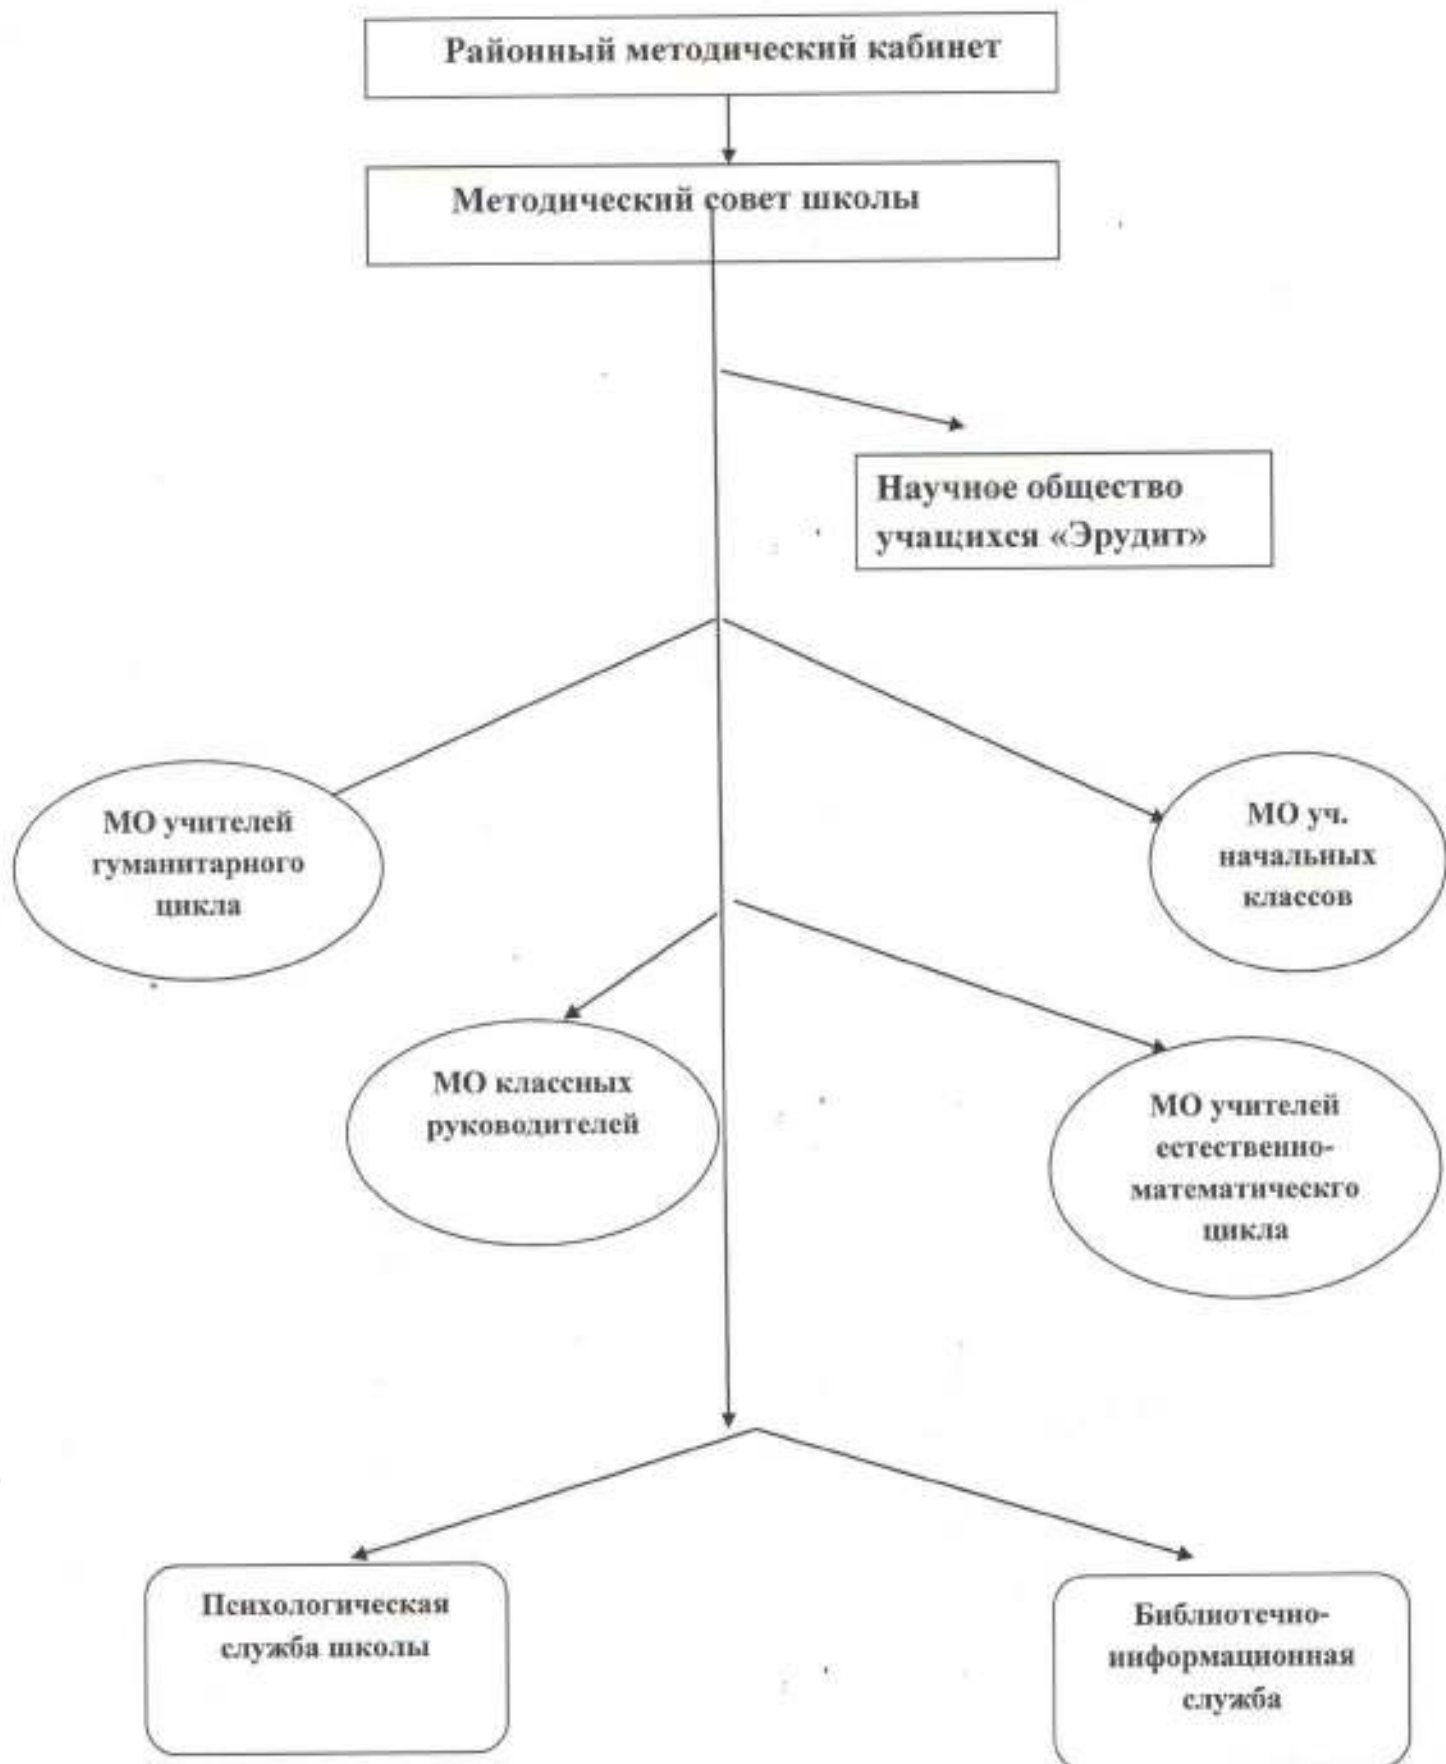 Районный методический кабинет
Методический совет школы
Научное общество
учащихся «Эрудит»
МО учителей
гуманитарного
цикла
МО уч.
начальных
классов
МО классных
руководителей
МО учителей
естественно-
математическго
цикла
Психологическая
служба школы
Библиотечно-
информационная
служба